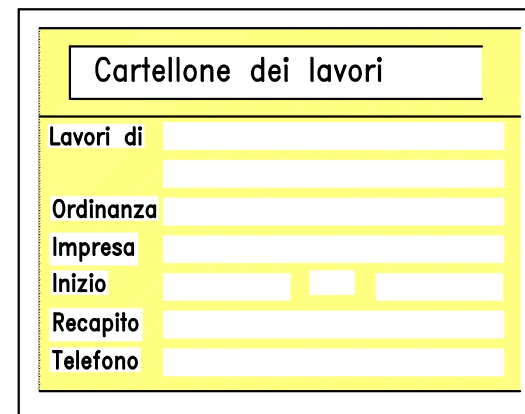 Cartellone dei lavori
Lavori di
Ordinanza
Impresa
Inizio
Recapito
Telefono